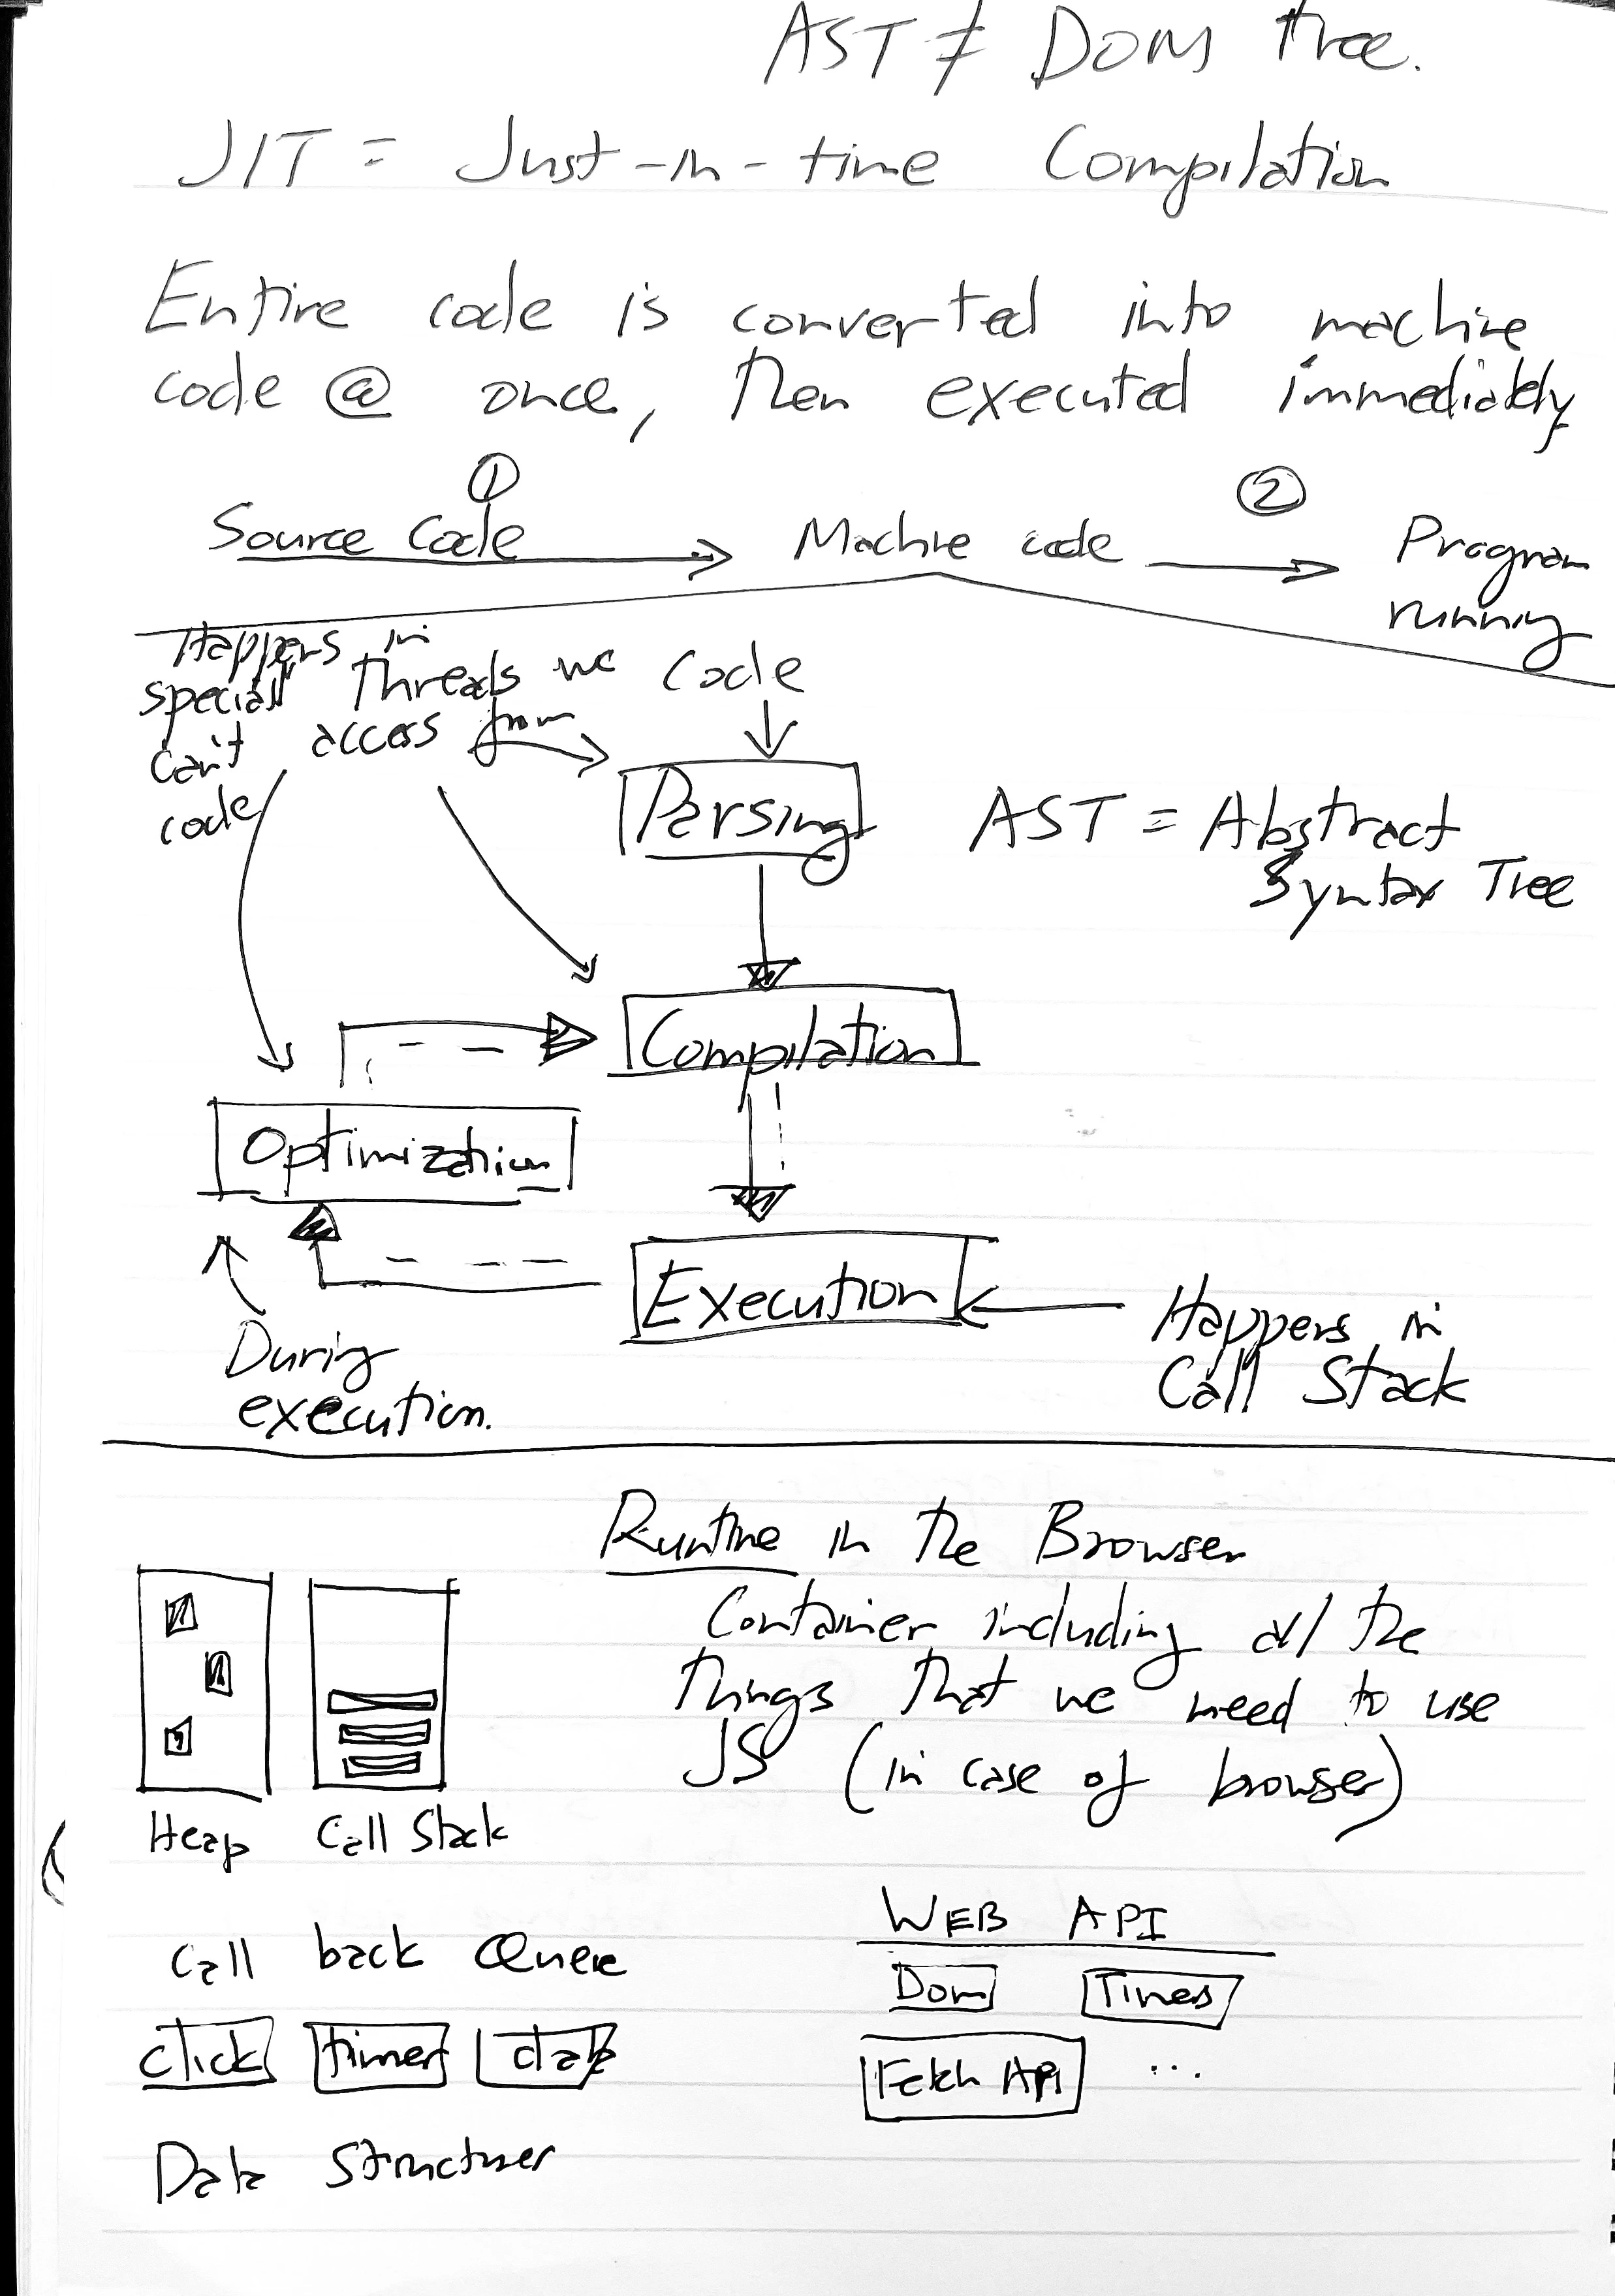 AST ≠ DOM tree.
JIT = Just-in-time Compilation
Entire code is converted into machine
code @ once, then executed immediately
①
②
Source Code → Machine code → Program
running
Happens in
special threads we
can't access from
code
Code
Parsing
AST = Abstract
Syntax Tree
Compilation
Optimization
Execution
Happens in
Call Stack
During
execution.
Runtime in the Browser
Container including all the
things that we need to use
JS (in case of browser)
Heap Call Stack
WEB API
Call back Queue
Dom Timers
click timer data
Fetch API ...
Data Structure